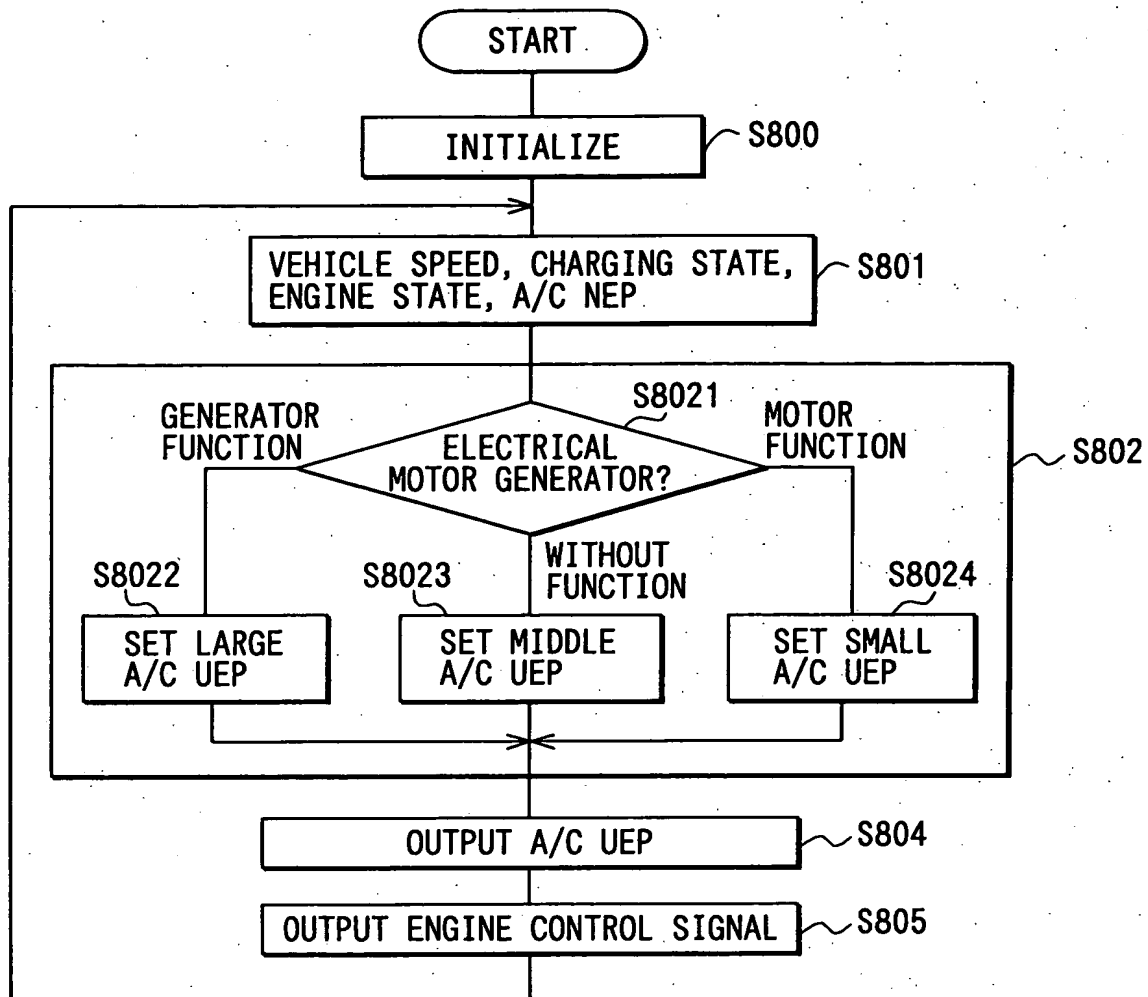 START
INITIALIZE
S800
VEHICLE SPEED, CHARGING STATE,
ENGINE STATE, A/C NEP
S801
S802
S8021
ELECTRICAL
MOTOR GENERATOR?
GENERATOR
FUNCTION
MOTOR
FUNCTION
WITHOUT
FUNCTION
S8022
SET LARGE
A/C UEP
S8023
SET MIDDLE
A/C UEP
S8024
SET SMALL
A/C UEP
OUTPUT A/C UEP
S804
OUTPUT ENGINE CONTROL SIGNAL
S805